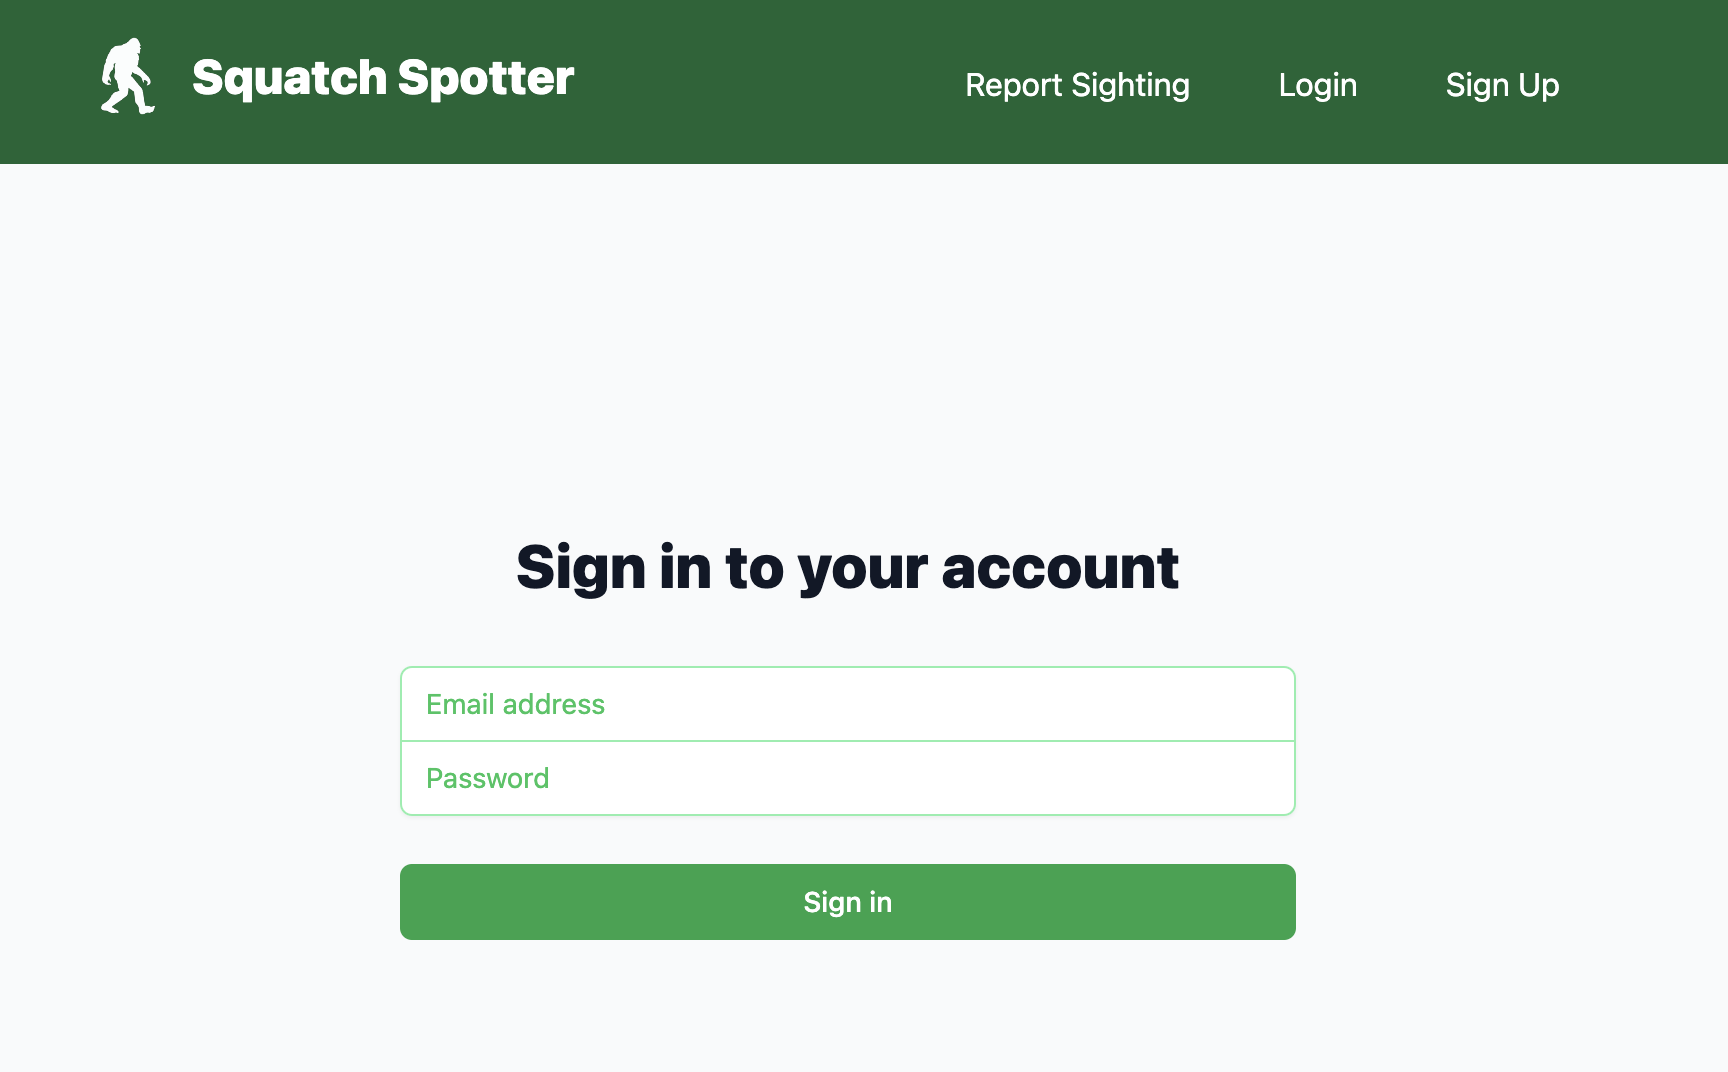 Squatch Spotter
Report Sighting
Login
Sign Up
Sign in to your account
Email address
Password
Sign in